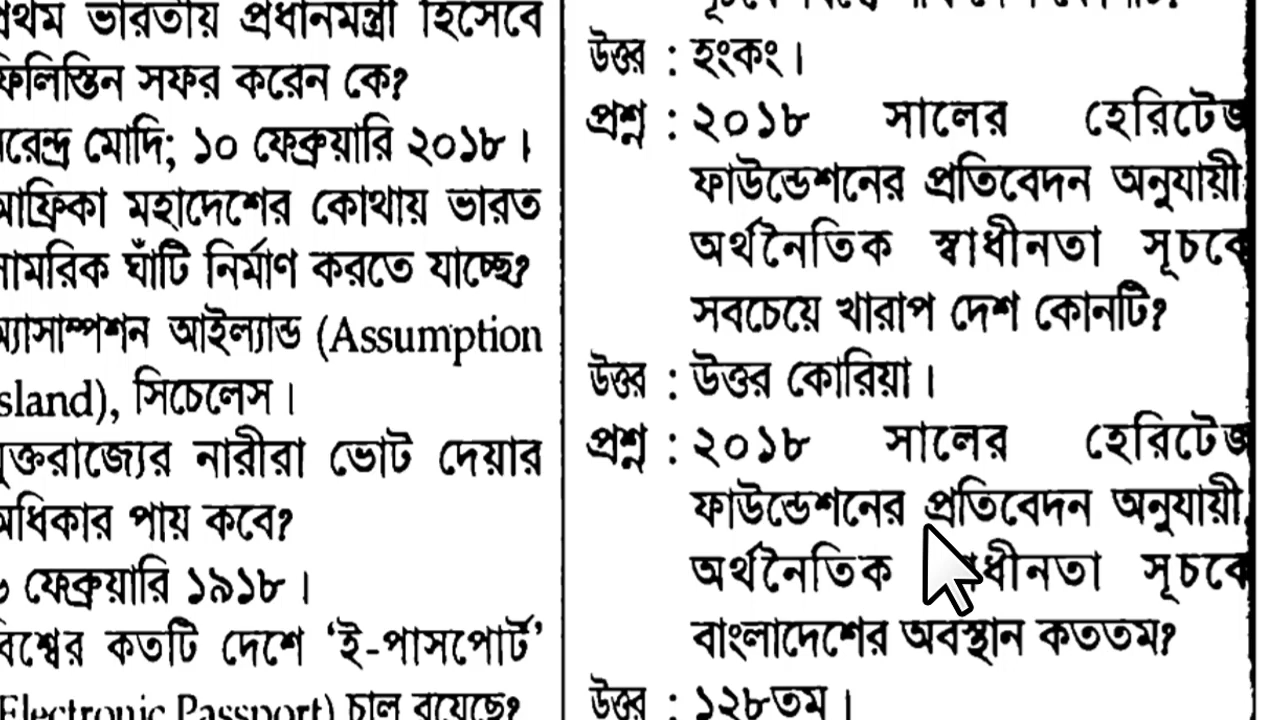 প্রথম ভারতীয় প্রধানমন্ত্রী হিসেবে
ফিলিস্তিন সফর করেন কে?
নরেন্দ্র মোদি; ১০ ফেব্রুয়ারি ২০১৮।
আফ্রিকা মহাদেশের কোথায় ভারত
সামরিক ঘাঁটি নির্মাণ করতে যাচ্ছে?
অ্যাসাম্পশন আইল্যান্ড (Assumption
Island), সিচেলেস।
যুক্তরাজ্যের নারীরা ভোট দেয়ার
অধিকার পায় কবে?
৬ ফেব্রুয়ারি ১৯১৮।
বিশ্বের কতটি দেশে ‘ই-পাসপোর্ট’
(Electronic Passport) চালু রয়েছে?
উত্তর : হংকং।
প্রশ্ন : ২০১৮ সালের হেরিটেজ
ফাউন্ডেশনের প্রতিবেদন অনুযায়ী
অর্থনৈতিক স্বাধীনতা সূচকে
সবচেয়ে খারাপ দেশ কোনটি?
উত্তর : উত্তর কোরিয়া।
প্রশ্ন : ২০১৮ সালের হেরিটেজ
ফাউন্ডেশনের প্রতিবেদন অনুযায়ী,
অর্থনৈতিক স্বাধীনতা সূচকে
বাংলাদেশের অবস্থান কততম?
উত্তর : ১২৮তম।